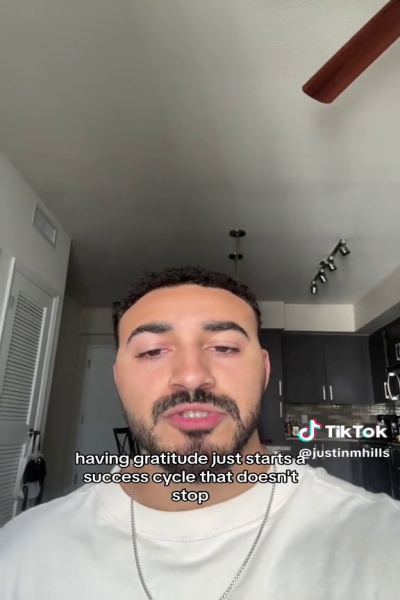 TikTok
@justinmhills
having gratitude just starts a
success cycle that doesn't
stop